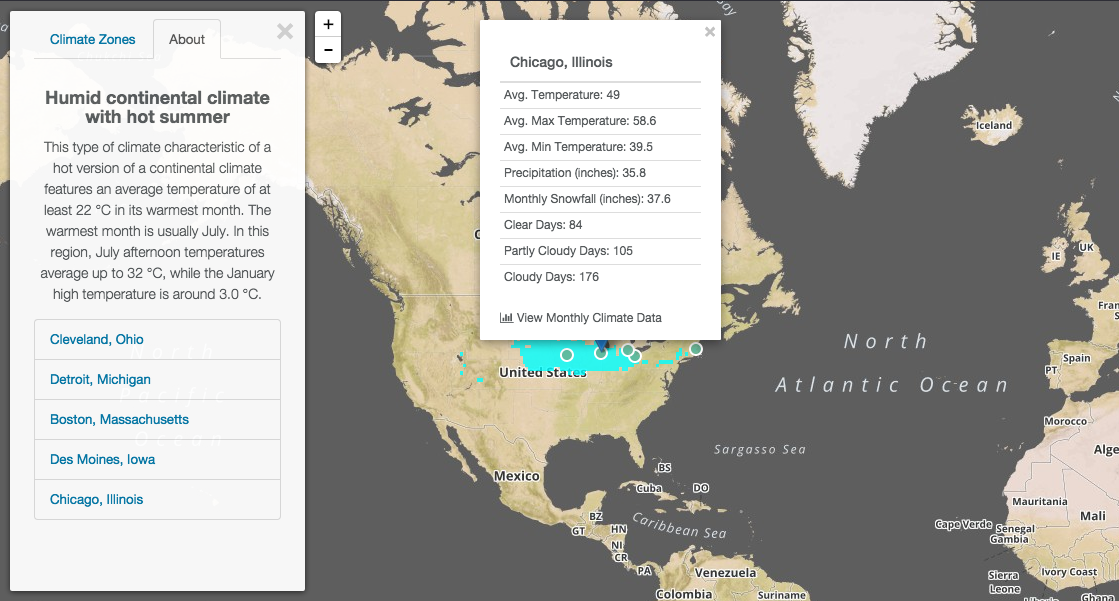 Climate Zones
About
×
Humid continental climate
with hot summer
This type of climate characteristic of a
hot version of a continental climate
features an average temperature of at
least 22 °C in its warmest month. The
warmest month is usually July. In this
region, July afternoon temperatures
average up to 32 °C, while the January
high temperature is around 3.0 °C.
Cleveland, Ohio
Detroit, Michigan
Boston, Massachusetts
Des Moines, Iowa
Chicago, Illinois
North
Pacific
Ocean
+
-
×
Chicago, Illinois
Avg. Temperature: 49
Avg. Max Temperature: 58.6
Avg. Min Temperature: 39.5
Precipitation (inches): 35.8
Monthly Snowfall (inches): 37.6
Clear Days: 84
Partly Cloudy Days: 105
Cloudy Days: 176
View Monthly Climate Data
Iceland
UK
IE
North
Atlantic Ocean
Spain
PT
United States
Morocco
Sargasso Sea
Mexico
BS
Cuba
DO
Mauritania
Mali
BZ
GT
HN
Caribbean Sea
Cape Verde
Senegal
Gambia
NI
CR
PA
Venezuela
Ivory Coast
Sierra
Leone
Colombia
Suriname
Ghana